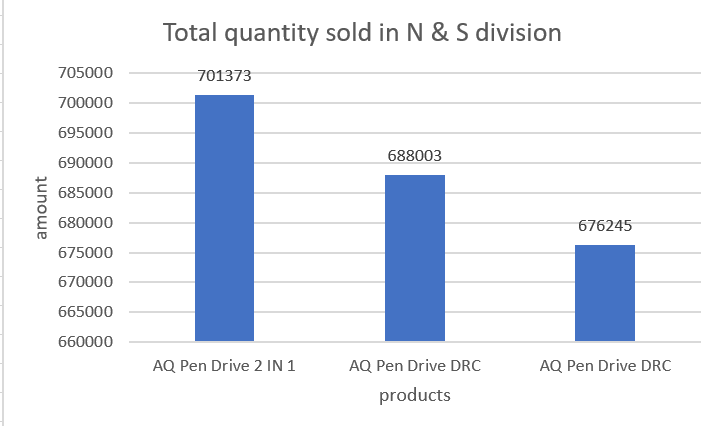 Total quantity sold in N & S division
705000
700000
695000
690000
685000
680000
675000
670000
665000
660000
amount
701373
688003
676245
AQ Pen Drive 2 IN 1
AQ Pen Drive DRC
AQ Pen Drive DRC
products